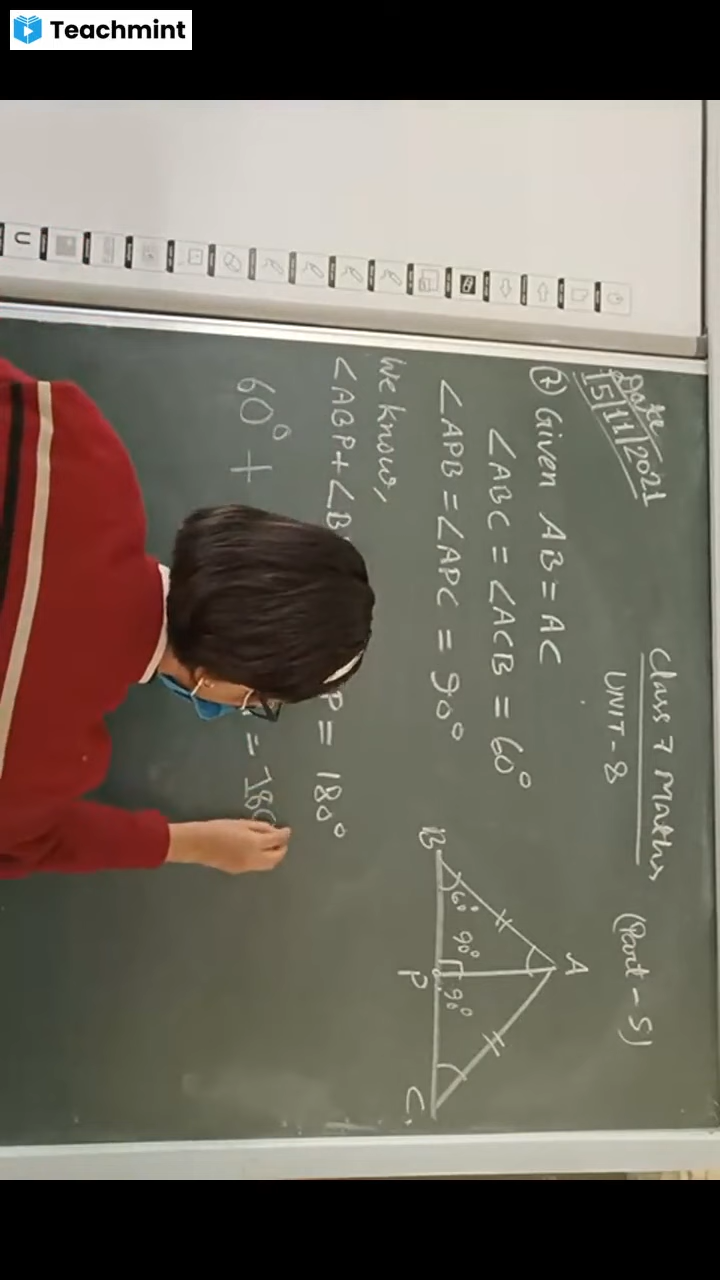 Teachmint
Date
15/11/2021
Class 7 Maths
UNIT-8
(Part-5)
7 Given AB = AC
∠ABC = ∠ACB = 60°
∠APB = ∠APC = 90°
We know,
∠ABP + ∠B P = 180°
60° + = 180
A
B
60°
90°
90°
P
C